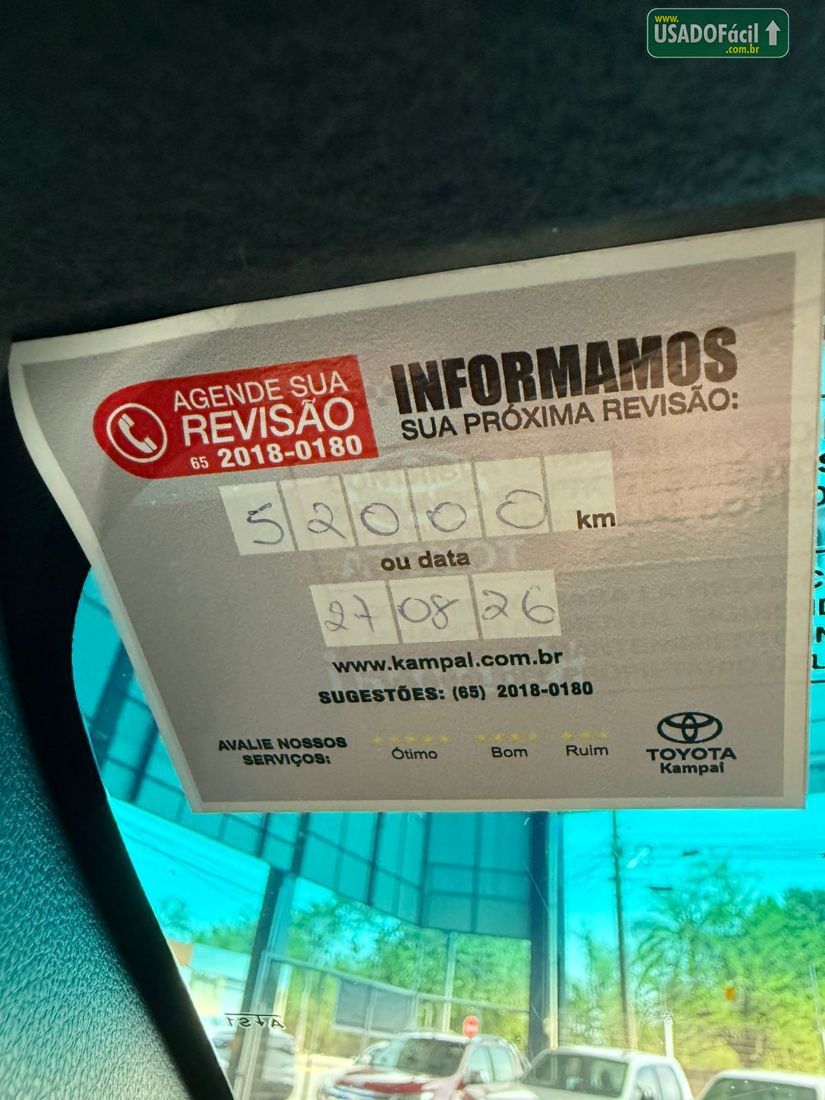 www.
USADOFácil
.com.br
AGENDE SUA
REVISÃO
65 2018-0180
INFORMAMOS
SUA PRÓXIMA REVISÃO:
52000 km
ou data
27 08 26
www.kampai.com.br
SUGESTÕES: (65) 2018-0180
AVALIE NOSSOS
SERVIÇOS:
Ótimo
Bom
Ruim
TOYOTA
Kampai